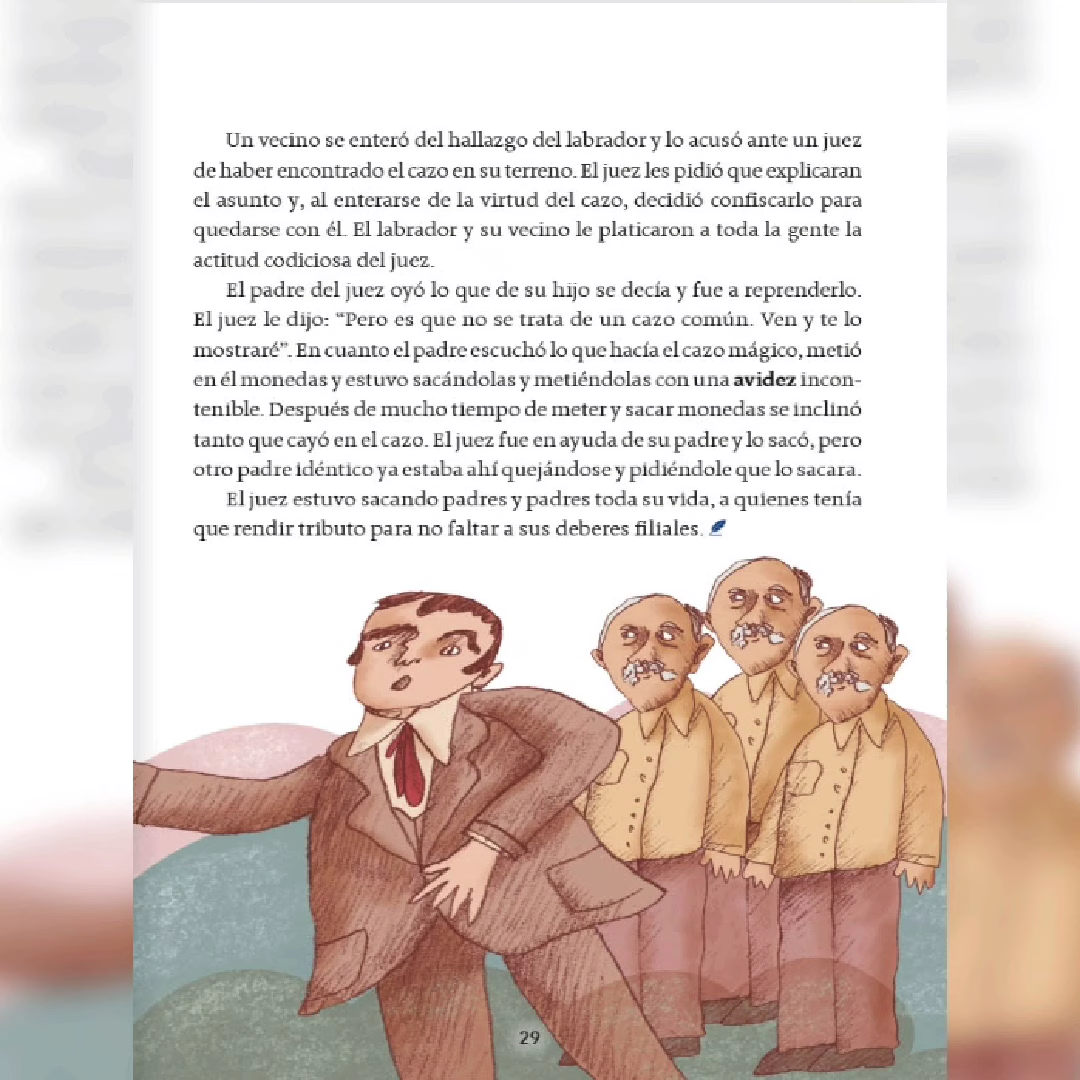 Un vecino se enteró del hallazgo del labrador y lo acusó ante un juez
de haber encontrado el cazo en su terreno. El juez les pidió que explicaran
el asunto y, al enterarse de la virtud del cazo, decidió confiscarlo para
quedarse con él. El labrador y su vecino le platicaron a toda la gente la
actitud codiciosa del juez.
El padre del juez oyó lo que de su hijo se decía y fue a reprenderlo.
El juez le dijo: “Pero es que no se trata de un cazo común. Ven y te lo
mostraré”. En cuanto el padre escuchó lo que hacía el cazo mágico, metió
en él monedas y estuvo sacándolas y metiéndolas con una avidez incon-
tenible. Después de mucho tiempo de meter y sacar monedas se inclinó
tanto que cayó en el cazo. El juez fue en ayuda de su padre y lo sacó, pero
otro padre idéntico ya estaba ahí quejándose y pidiéndole que lo sacara.
El juez estuvo sacando padres y padres toda su vida, a quienes tenía
que rendir tributo para no faltar a sus deberes filiales.
29